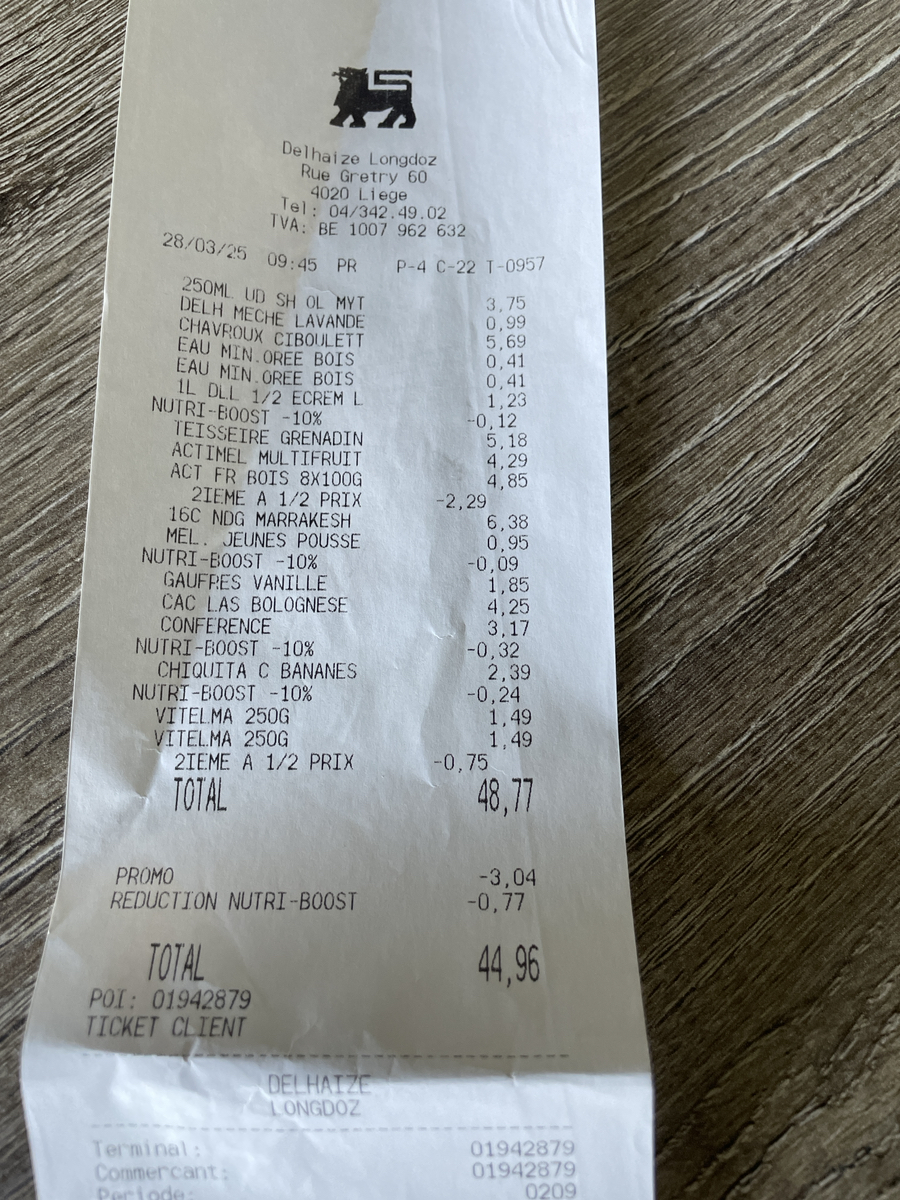 Delhaize Longdoz
Rue Gretry 60
4020 Liege
Tel: 04/342.49.02
TVA: BE 1007 962 632
28/03/25 09:45 PR P-4 C-22 T-0957
250ML UD SH OL MYT 3,75
DELH MECHE LAVANDE 0,99
CHAVROUX CIBOULETT 5,69
EAU MIN.OREE BOIS 0,41
EAU MIN.OREE BOIS 0,41
1L DLL 1/2 ECREM L 1,23
NUTRI-BOOST -10% -0,12
TEISSEIRE GRENADIN 5,18
ACTIMEL MULTIFRUIT 4,29
ACT FR BOIS 8X100G 4,85
2IEME A 1/2 PRIX -2,29
16C NDG MARRAKESH 6,38
MEL. JEUNES POUSSE 0,95
NUTRI-BOOST -10% -0,09
GAUFRES VANILLE 1,85
CAC LAS BOLOGNESE 4,25
CONFERENCE 3,17
NUTRI-BOOST -10% -0,32
CHIQUITA C BANANES 2,39
NUTRI-BOOST -10% -0,24
VITELMA 250G 1,49
VITELMA 250G 1,49
2IEME A 1/2 PRIX -0,75
TOTAL 48,77
PROMO -3,04
REDUCTION NUTRI-BOOST -0,77
TOTAL 44,96
POI: 01942879
TICKET CLIENT
DELHAIZE
LONGDOZ
Terminal: 01942879
Commercant: 01942879
Periode: 0209